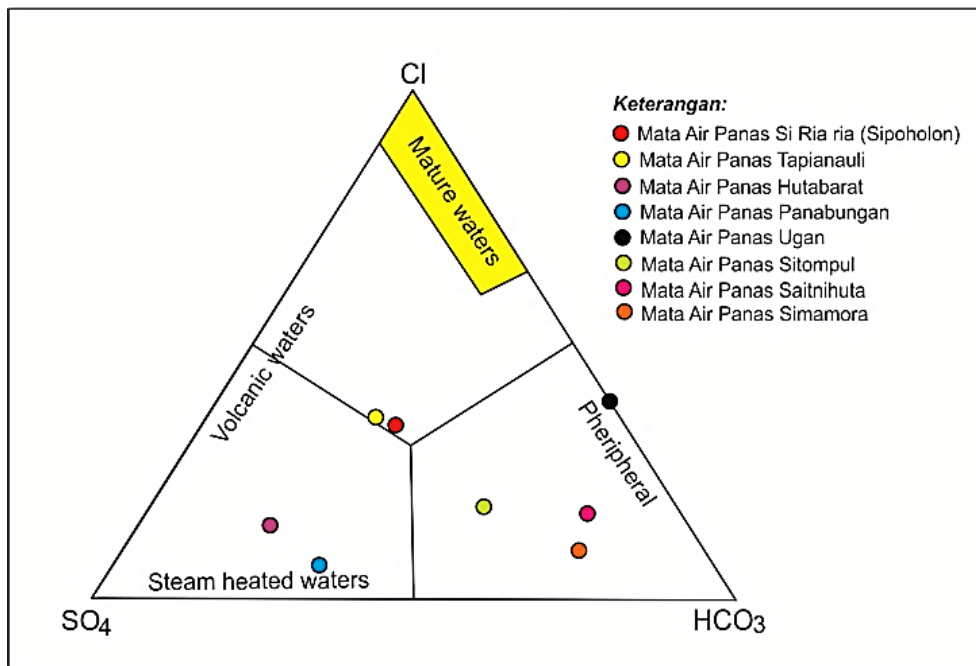 Cl
Keterangan:
Mata Air Panas Si Ria ria (Sipoholon)
Mata Air Panas Tapianauli
Mata Air Panas Hutabarat
Mata Air Panas Panabungan
Mata Air Panas Ugan
Mata Air Panas Sitompul
Mata Air Panas Saitnihuta
Mata Air Panas Simamora
Mature waters
Volcanic waters
Pheripheral
Steam heated waters
SO4
HCO3